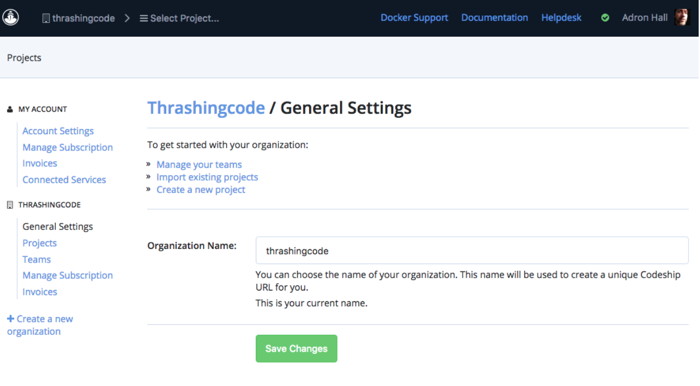 thrashingcode > Select Project... Docker Support Documentation Helpdesk Adron Hall
Projects
MY ACCOUNT
Account Settings
Manage Subscription
Invoices
Connected Services
THRASHINGCODE
General Settings
Projects
Teams
Manage Subscription
Invoices
+ Create a new
organization
Thrashingcode / General Settings
To get started with your organization:
» Manage your teams
» Import existing projects
» Create a new project
Organization Name: thrashingcode
You can choose the name of your organization. This name will be used to create a unique Codeship
URL for you.
This is your current name.
Save Changes